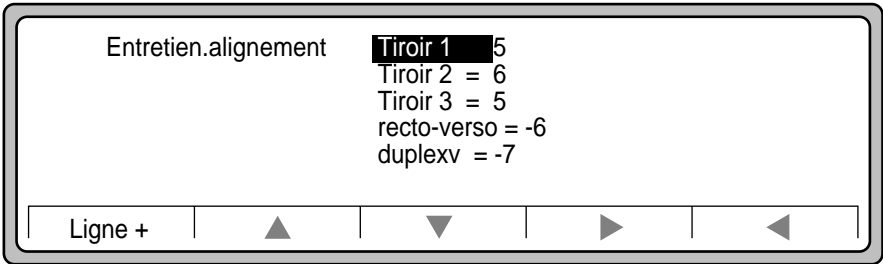 Entretien.alignement Tiroir 1 5
Tiroir 2 = 6
Tiroir 3 = 5
recto-verso = -6
duplexv = -7
Ligne +